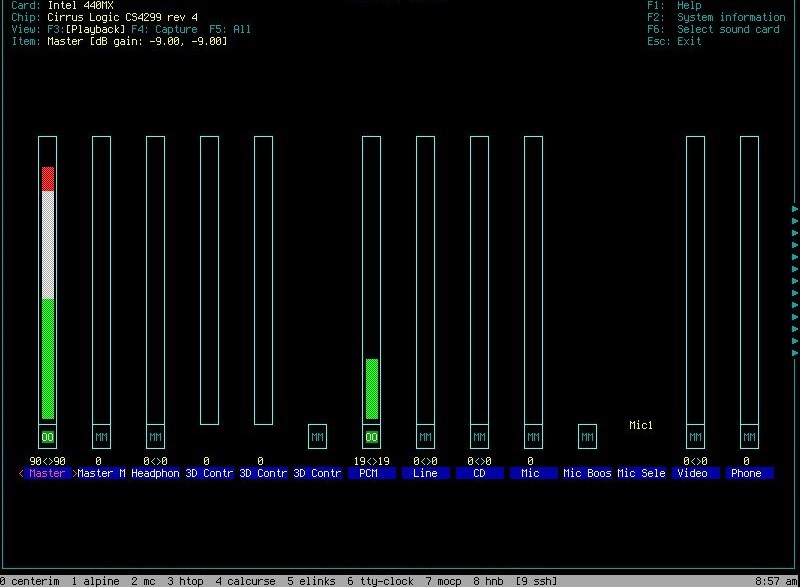 Card: Intel 440MX F1: Help
Chip: Cirrus Logic CS4299 rev 4 F2: System information
View: F3:[Playback] F4: Capture F5: All F6: Select sound card
Item: Master [dB gain: -9.00, -9.00] Esc: Exit
Mic1
OO MM MM MM OO MM MM MM MM MM MM
90<>90 0 0<>0 0 0 19<>19 0<>0 0<>0 0 0<>0 0
< Master >Master M Headphon 3D Contr 3D Contr 3D Contr PCM Line CD Mic Mic Boos Mic Sele Video Phone
0 centerim 1 alpine 2 mc 3 htop 4 calcurse 5 elinks 6 tty-clock 7 mocp 8 hnb [9 ssh] 8:57 am